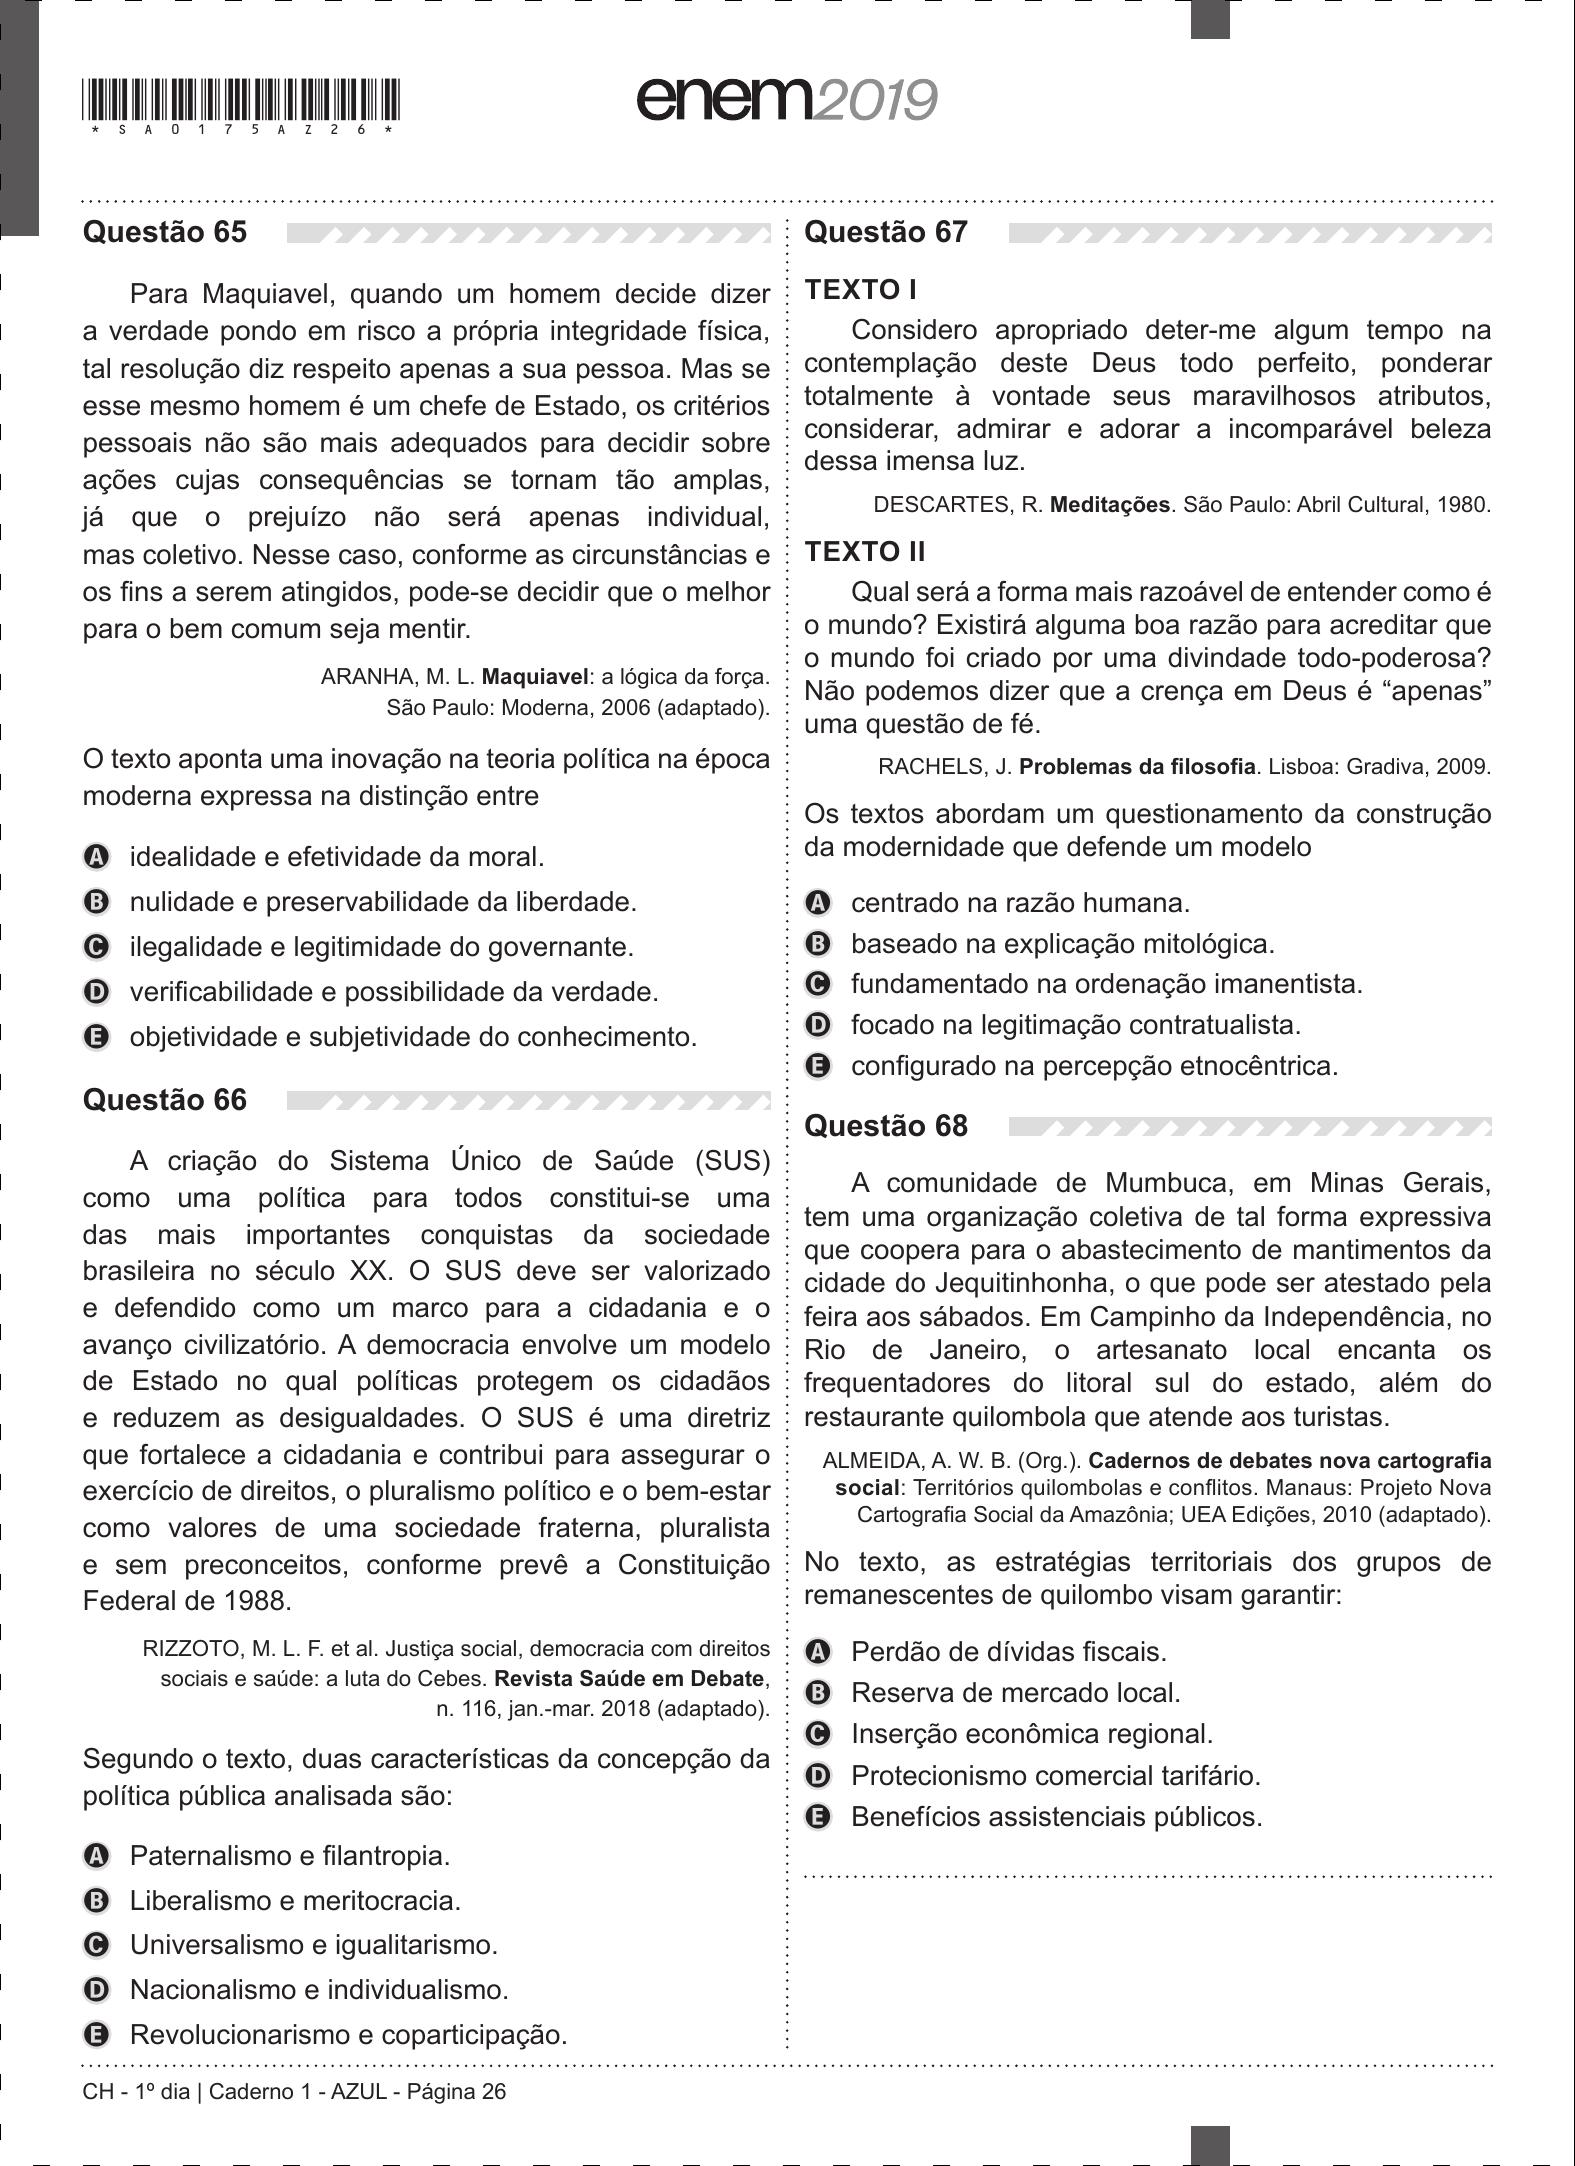 *SA0175AZ26*
enem2019
Questão 65
Para Maquiavel, quando um homem decide dizer
a verdade pondo em risco a própria integridade física,
tal resolução diz respeito apenas a sua pessoa. Mas se
esse mesmo homem é um chefe de Estado, os critérios
pessoais não são mais adequados para decidir sobre
ações cujas consequências se tornam tão amplas,
já que o prejuízo não será apenas individual,
mas coletivo. Nesse caso, conforme as circunstâncias e
os fins a serem atingidos, pode-se decidir que o melhor
para o bem comum seja mentir.
ARANHA, M. L. Maquiavel: a lógica da força.
São Paulo: Moderna, 2006 (adaptado).
O texto aponta uma inovação na teoria política na época
moderna expressa na distinção entre
A idealidade e efetividade da moral.
B nulidade e preservabilidade da liberdade.
C ilegalidade e legitimidade do governante.
D verificabilidade e possibilidade da verdade.
E objetividade e subjetividade do conhecimento.
Questão 66
A criação do Sistema Único de Saúde (SUS)
como uma política para todos constitui-se uma
das mais importantes conquistas da sociedade
brasileira no século XX. O SUS deve ser valorizado
e defendido como um marco para a cidadania e o
avanço civilizatório. A democracia envolve um modelo
de Estado no qual políticas protegem os cidadãos
e reduzem as desigualdades. O SUS é uma diretriz
que fortalece a cidadania e contribui para assegurar o
exercício de direitos, o pluralismo político e o bem-estar
como valores de uma sociedade fraterna, pluralista
e sem preconceitos, conforme prevê a Constituição
Federal de 1988.
RIZZOTO, M. L. F. et al. Justiça social, democracia com direitos
sociais e saúde: a luta do Cebes. Revista Saúde em Debate,
n. 116, jan.-mar. 2018 (adaptado).
Segundo o texto, duas características da concepção da
política pública analisada são:
A Paternalismo e filantropia.
B Liberalismo e meritocracia.
C Universalismo e igualitarismo.
D Nacionalismo e individualismo.
E Revolucionarismo e coparticipação.
Questão 67
TEXTO I
Considero apropriado deter-me algum tempo na
contemplação deste Deus todo perfeito, ponderar
totalmente à vontade seus maravilhosos atributos,
considerar, admirar e adorar a incomparável beleza
dessa imensa luz.
DESCARTES, R. Meditações. São Paulo: Abril Cultural, 1980.
TEXTO II
Qual será a forma mais razoável de entender como é
o mundo? Existirá alguma boa razão para acreditar que
o mundo foi criado por uma divindade todo-poderosa?
Não podemos dizer que a crença em Deus é “apenas”
uma questão de fé.
RACHELS, J. Problemas da filosofia. Lisboa: Gradiva, 2009.
Os textos abordam um questionamento da construção
da modernidade que defende um modelo
A centrado na razão humana.
B baseado na explicação mitológica.
C fundamentado na ordenação imanentista.
D focado na legitimação contratualista.
E configurado na percepção etnocêntrica.
Questão 68
A comunidade de Mumbuca, em Minas Gerais,
tem uma organização coletiva de tal forma expressiva
que coopera para o abastecimento de mantimentos da
cidade do Jequitinhonha, o que pode ser atestado pela
feira aos sábados. Em Campinho da Independência, no
Rio de Janeiro, o artesanato local encanta os
frequentadores do litoral sul do estado, além do
restaurante quilombola que atende aos turistas.
ALMEIDA, A. W. B. (Org.). Cadernos de debates nova cartografia
social: Territórios quilombolas e conflitos. Manaus: Projeto Nova
Cartografia Social da Amazônia; UEA Edições, 2010 (adaptado).
No texto, as estratégias territoriais dos grupos de
remanescentes de quilombo visam garantir:
A Perdão de dívidas fiscais.
B Reserva de mercado local.
C Inserção econômica regional.
D Protecionismo comercial tarifário.
E Benefícios assistenciais públicos.
CH - 1º dia | Caderno 1 - AZUL - Página 26